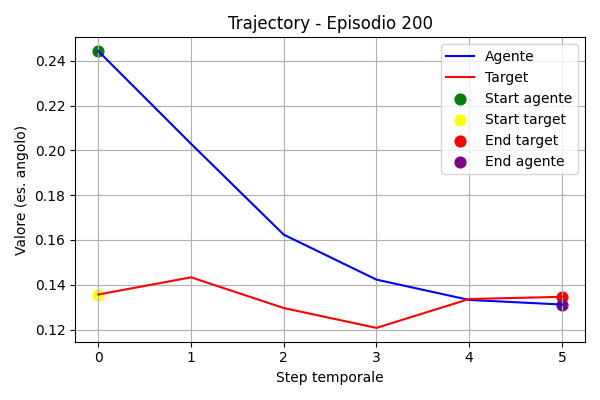 Trajectory - Episodio 200
Valore (es. angolo)
0.24
0.22
0.20
0.18
0.16
0.14
0.12
Agente
Target
Start agente
Start target
End target
End agente
0 1 2 3 4 5
Step temporale